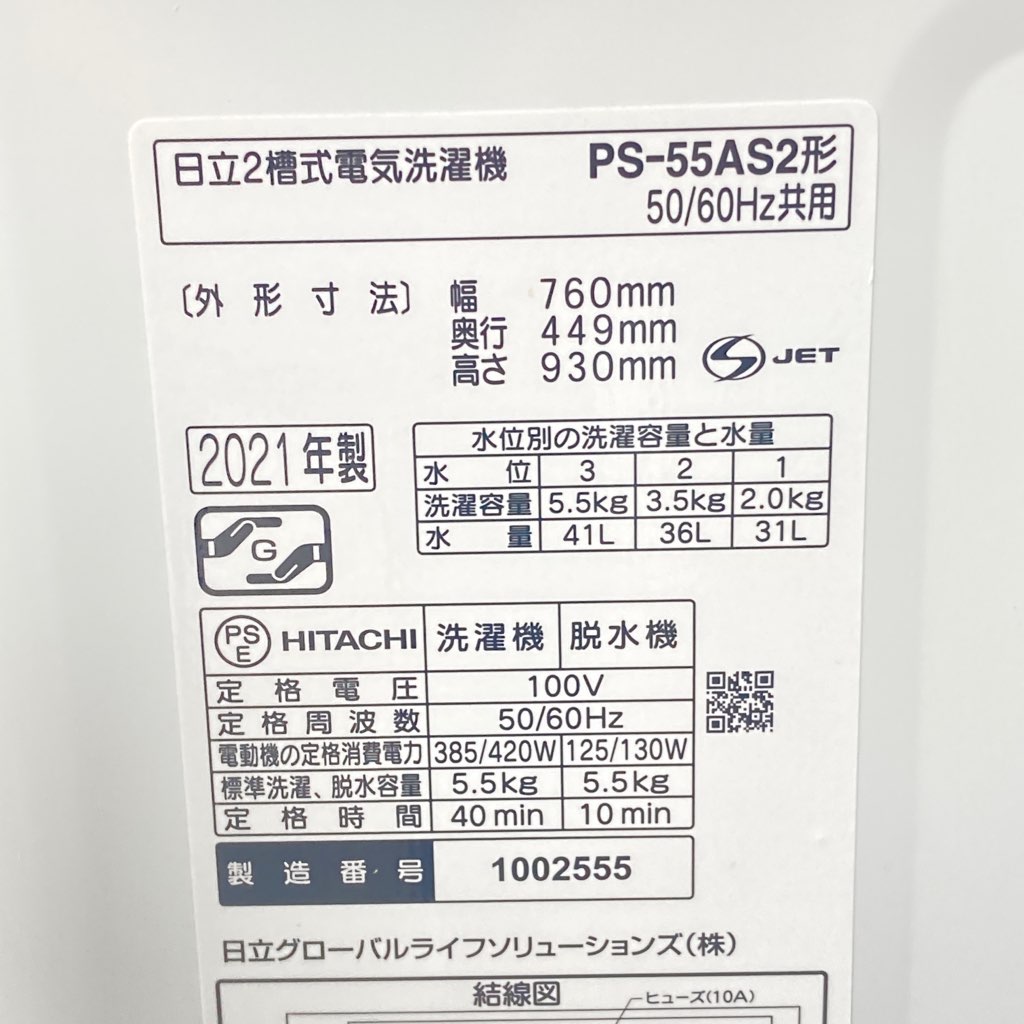 日立2槽式電気洗濯機 PS-55AS2形
50/60Hz共用
〔外形寸法〕 幅 760mm
奥行 449mm
高さ 930mm
S JET
2021年製
G
水位別の洗濯容量と水量
水位 3 2 1
洗濯容量 5.5kg 3.5kg 2.0kg
水量 41L 36L 31L
PS E HITACHI 洗濯機 脱水機
定格電圧 100V
定格周波数 50/60Hz
電動機の定格消費電力 385/420W 125/130W
標準洗濯、脱水容量 5.5kg 5.5kg
定格時間 40min 10min
製造番号 1002555
日立グローバルライフソリューションズ(株)
結線図
ヒューズ(10A)